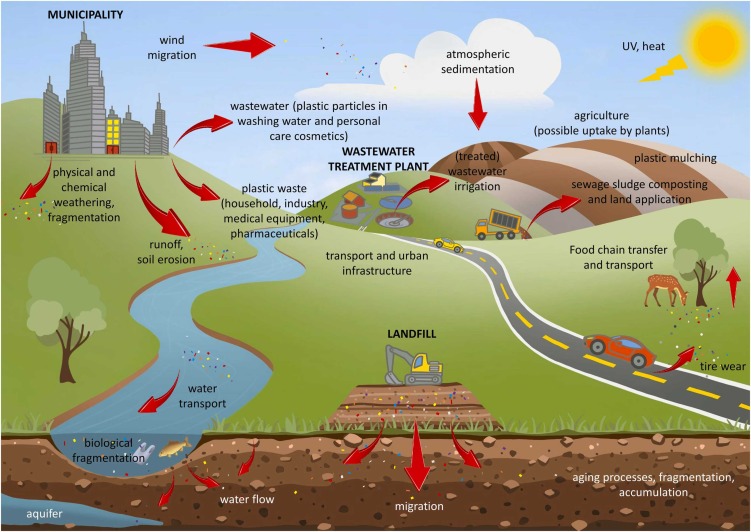 MUNICIPALITY
wind
migration
atmospheric
sedimentation
UV, heat
wastewater (plastic particles in
washing water and personal
care cosmetics)
agriculture
(possible uptake by plants)
WASTEWATER
TREATMENT PLANT
(treated)
wastewater
irrigation
plastic mulching
physical and
chemical
weathering,
fragmentation
plastic waste
(household, industry,
medical equipment,
pharmaceuticals)
sewage sludge composting
and land application
runoff,
soil erosion
transport and urban
infrastructure
Food chain transfer
and transport
LANDFILL
tire wear
water
transport
biological
fragmentation
water flow
migration
aging processes, fragmentation,
accumulation
aquifer